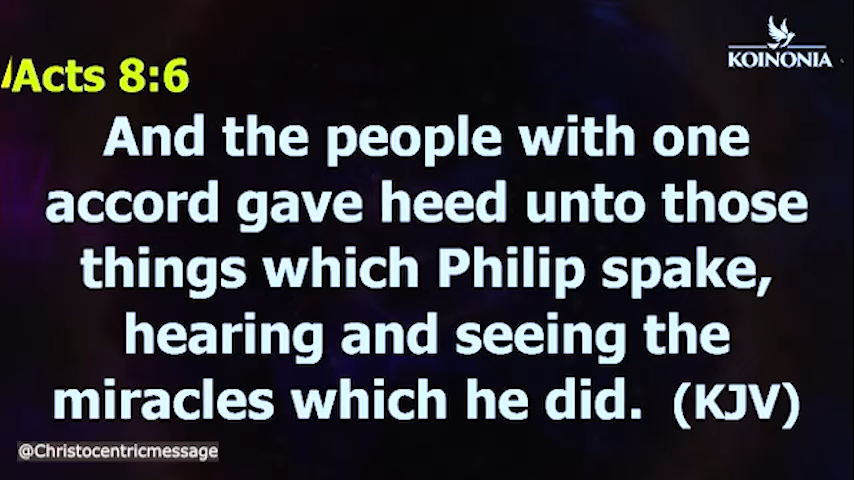 KOINONIA
Acts 8:6
And the people with one
accord gave heed unto those
things which Philip spake,
hearing and seeing the
miracles which he did. (KJV)
@Christocentricmessage